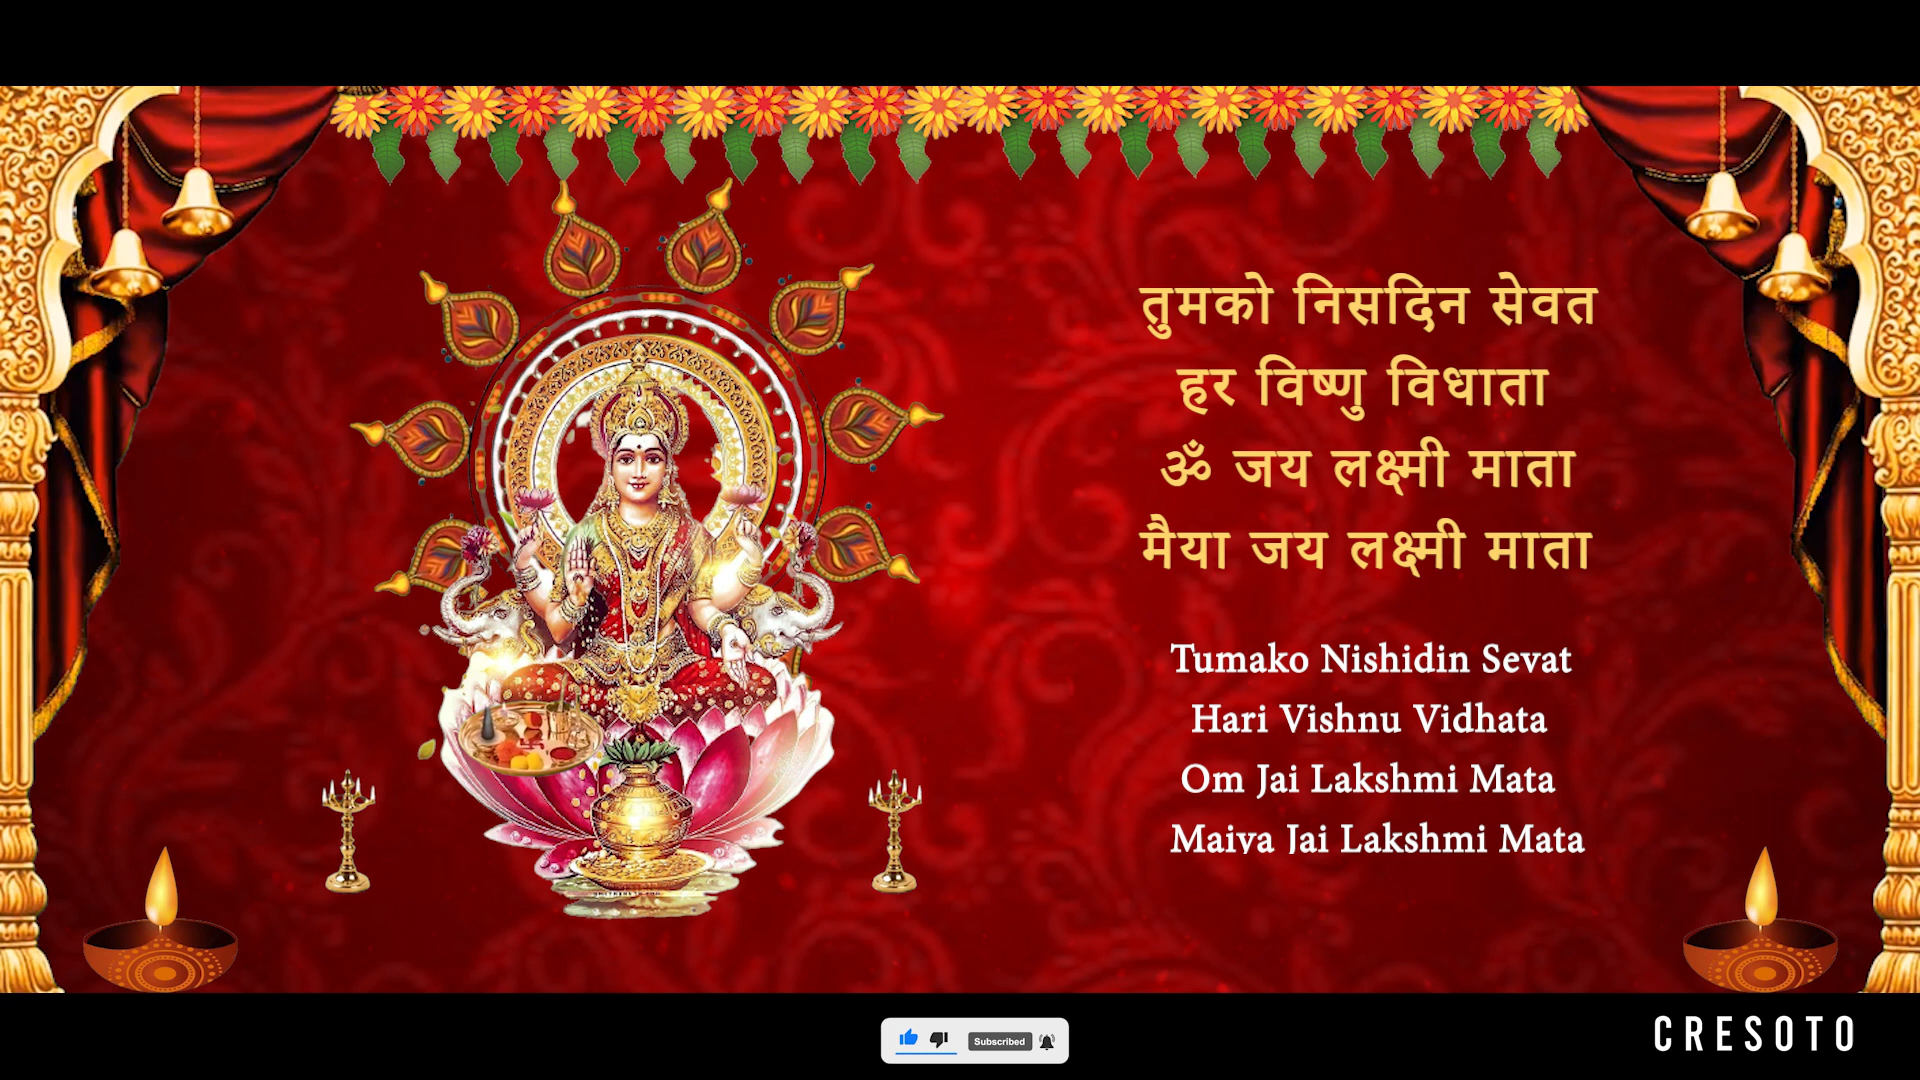 तुमको निसदिन सेवत
हर विष्णु विधाता
ॐ जय लक्ष्मी माता
मैया जय लक्ष्मी माता
Tumako Nishidin Sevat
Hari Vishnu Vidhata
Om Jai Lakshmi Mata
Maiya Jai Lakshmi Mata
Subscribed
CRESOTO